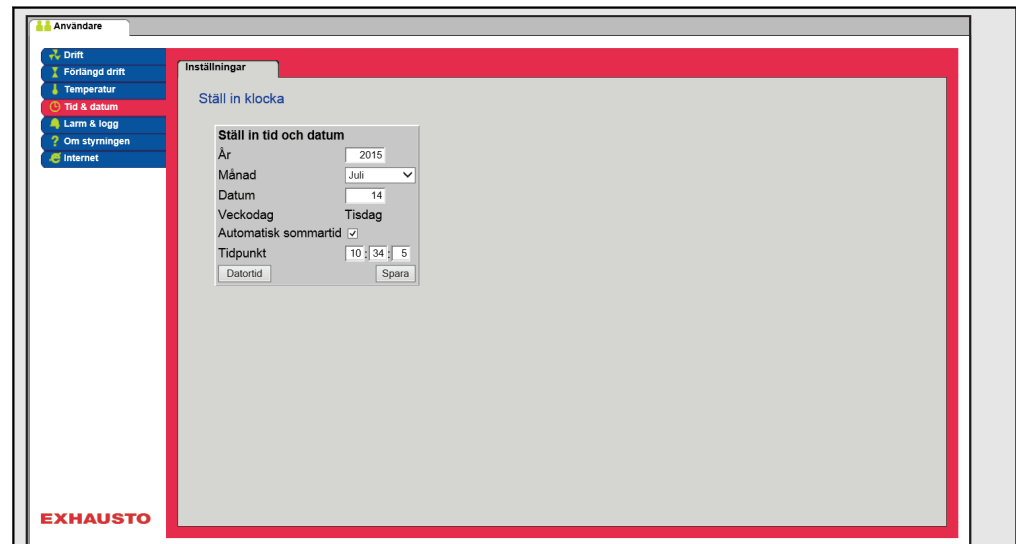 Användare
Drift
Förlängd drift
Temperatur
Tid & datum
Larm & logg
Om styrningen
Internet
Inställningar
Ställ in klocka
Ställ in tid och datum
År 2015
Månad Juli
Datum 14
Veckodag Tisdag
Automatisk sommartid
Tidpunkt 10 : 34 : 5
Datortid Spara
EXHAUSTO